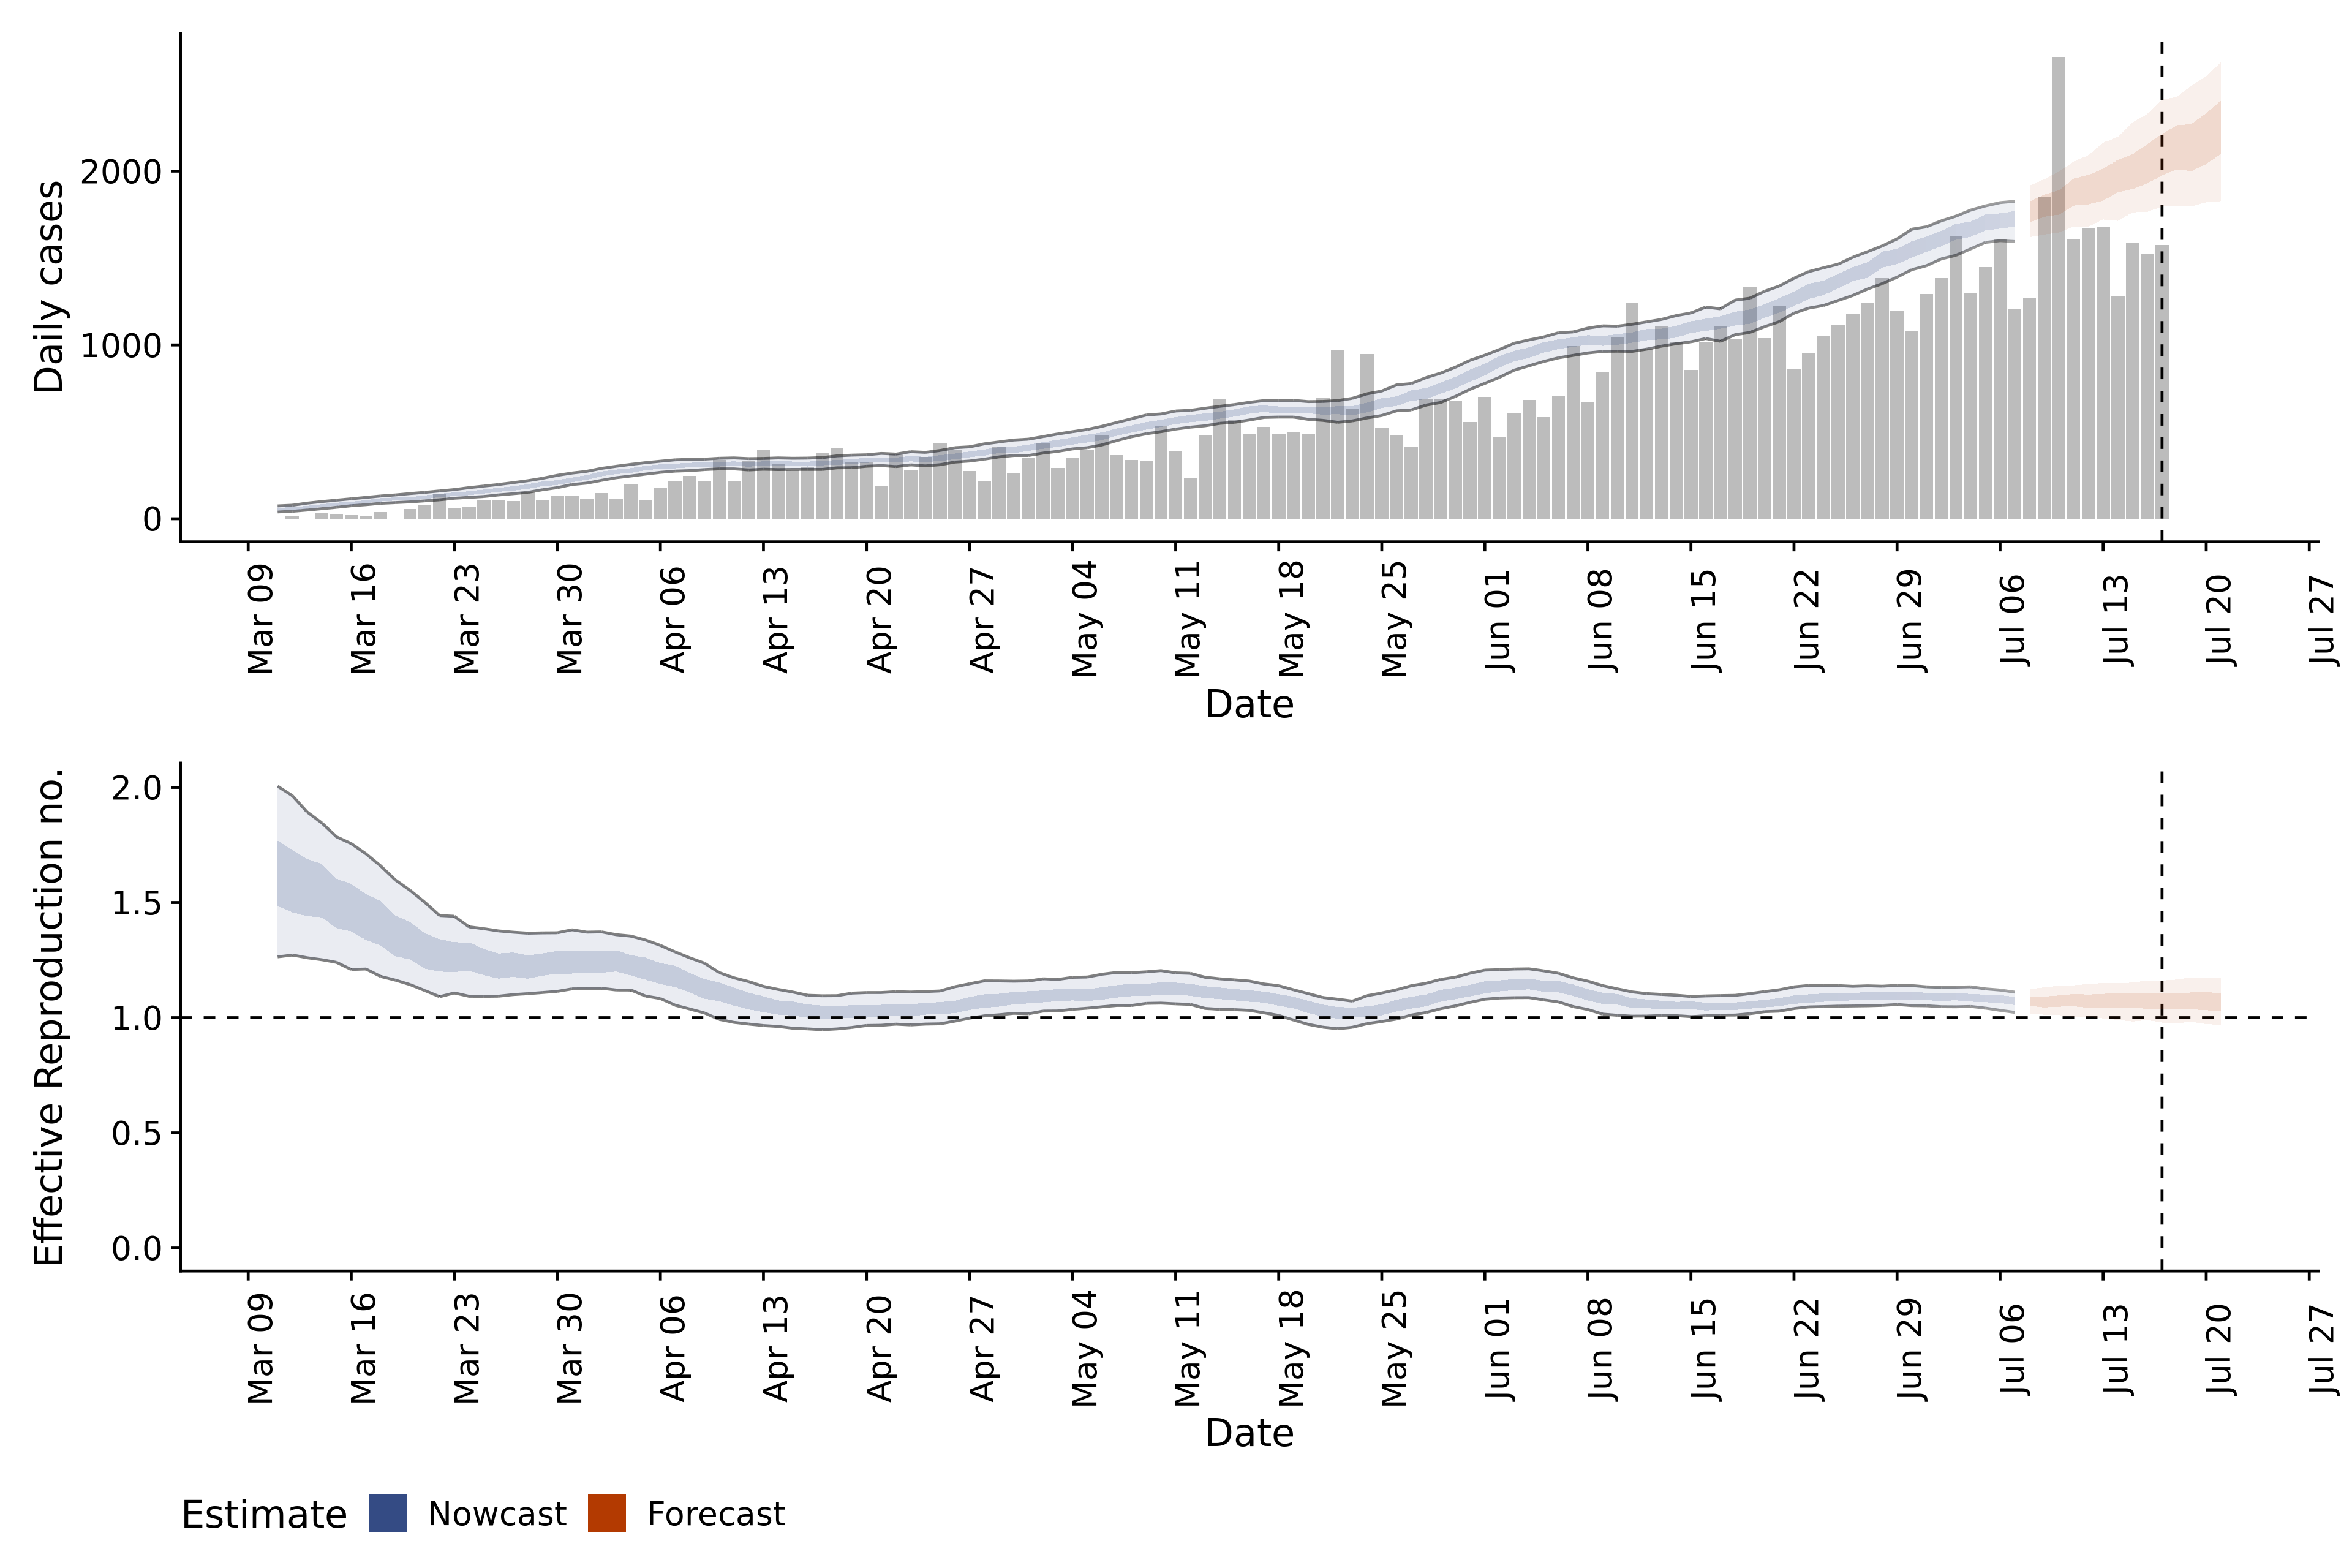 Daily cases
2000
1000
0
Mar 09 Mar 16 Mar 23 Mar 30 Apr 06 Apr 13 Apr 20 Apr 27 May 04 May 11 May 18 May 25 Jun 01 Jun 08 Jun 15 Jun 22 Jun 29 Jul 06 Jul 13 Jul 20 Jul 27
Date
Effective Reproduction no.
2.0
1.5
1.0
0.5
0.0
Mar 09 Mar 16 Mar 23 Mar 30 Apr 06 Apr 13 Apr 20 Apr 27 May 04 May 11 May 18 May 25 Jun 01 Jun 08 Jun 15 Jun 22 Jun 29 Jul 06 Jul 13 Jul 20 Jul 27
Date
Estimate Nowcast Forecast